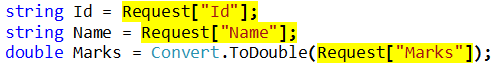 string Id = Request["Id"];
string Name = Request["Name"];
double Marks = Convert.ToDouble(Request["Marks"]);